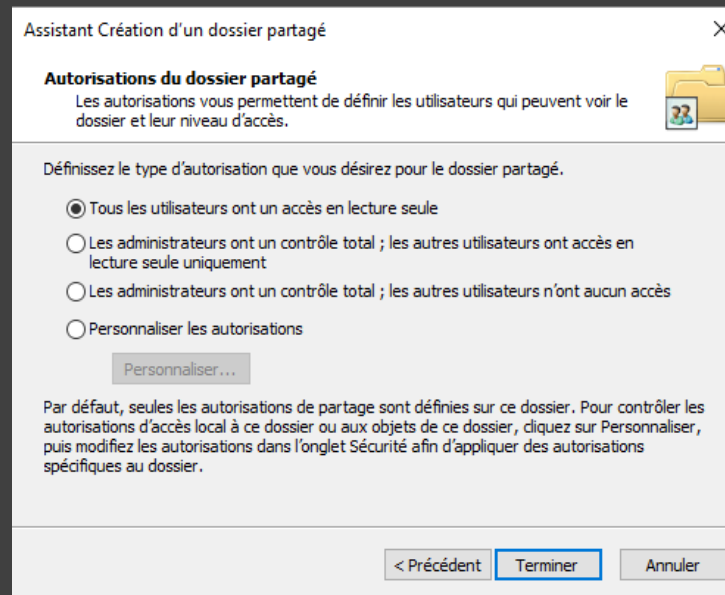 Assistant Création d'un dossier partagé
Autorisations du dossier partagé
Les autorisations vous permettent de définir les utilisateurs qui peuvent voir le
dossier et leur niveau d'accès.
Définissez le type d'autorisation que vous désirez pour le dossier partagé.
Tous les utilisateurs ont un accès en lecture seule
Les administrateurs ont un contrôle total ; les autres utilisateurs ont accès en
lecture seule uniquement
Les administrateurs ont un contrôle total ; les autres utilisateurs n'ont aucun accès
Personnaliser les autorisations
Personnaliser...
Par défaut, seules les autorisations de partage sont définies sur ce dossier. Pour contrôler les
autorisations d'accès local à ce dossier ou aux objets de ce dossier, cliquez sur Personnaliser,
puis modifiez les autorisations dans l'onglet Sécurité afin d'appliquer des autorisations
spécifiques au dossier.
< Précédent Terminer Annuler